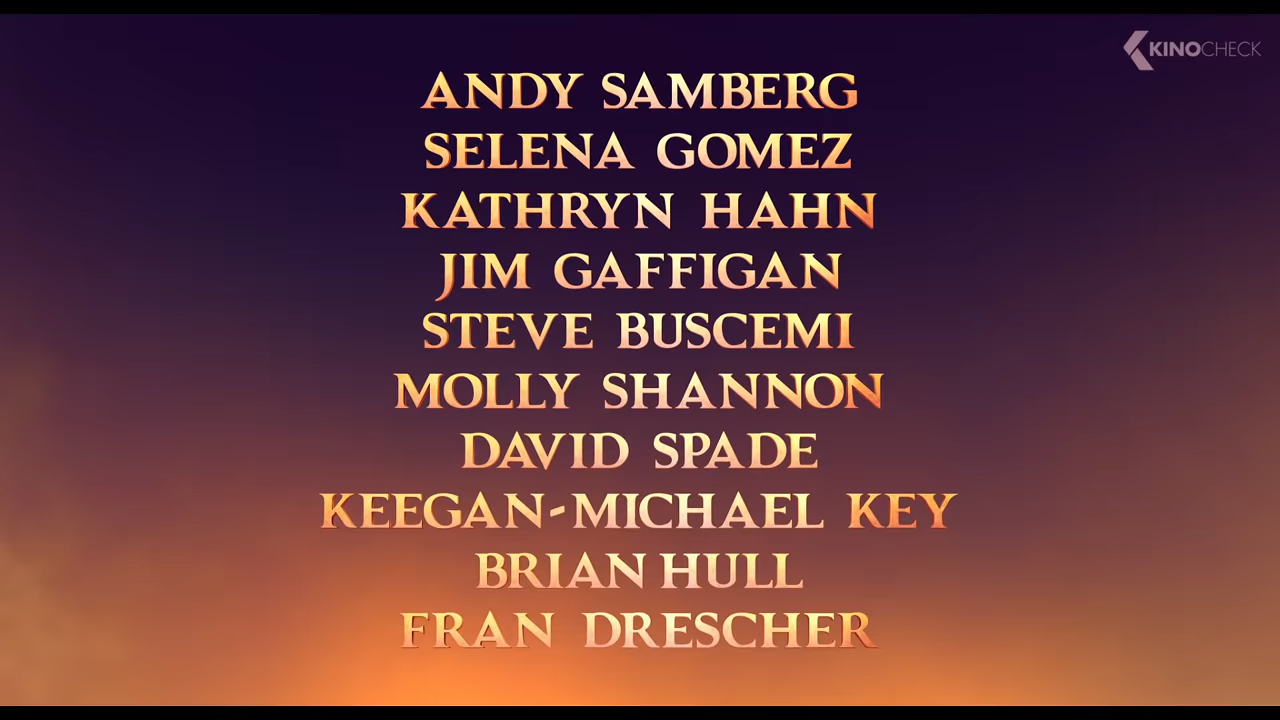 KINOCHECK
ANDY SAMBERG
SELENA GOMEZ
KATHRYN HAHN
JIM GAFFIGAN
STEVE BUSCEMI
MOLLY SHANNON
DAVID SPADE
KEEGAN-MICHAEL KEY
BRIAN HULL
FRAN DRESCHER